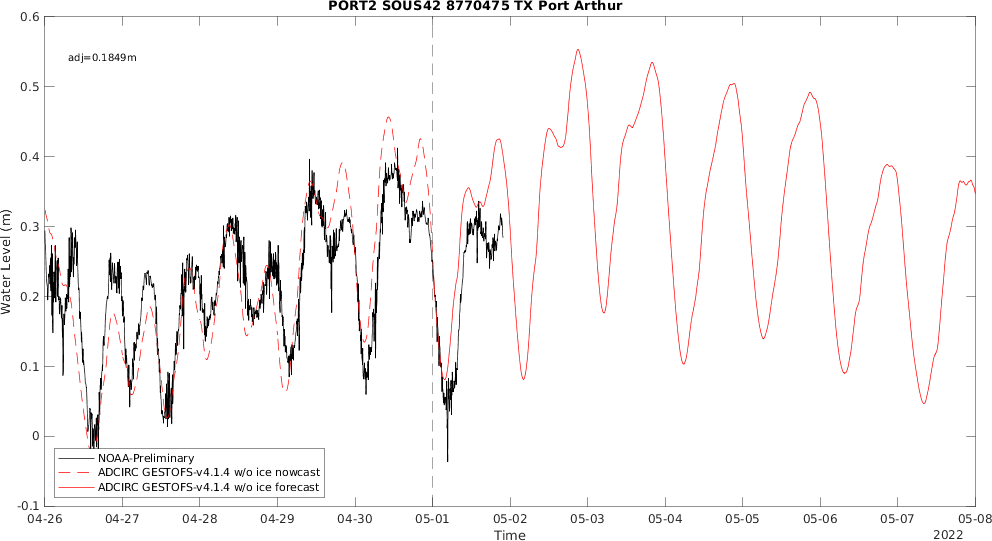 PORT2 SOUS42 8770475 TX Port Arthur
adj=0.1849m
0.6
0.5
0.4
0.3
0.2
0.1
0
-0.1
Water Level (m)
NOAA-Preliminary
ADCIRC GESTOFS-v4.1.4 w/o ice nowcast
ADCIRC GESTOFS-v4.1.4 w/o ice forecast
04-26 04-27 04-28 04-29 04-30 05-01 05-02 05-03 05-04 05-05 05-06 05-07 05-08
Time
2022